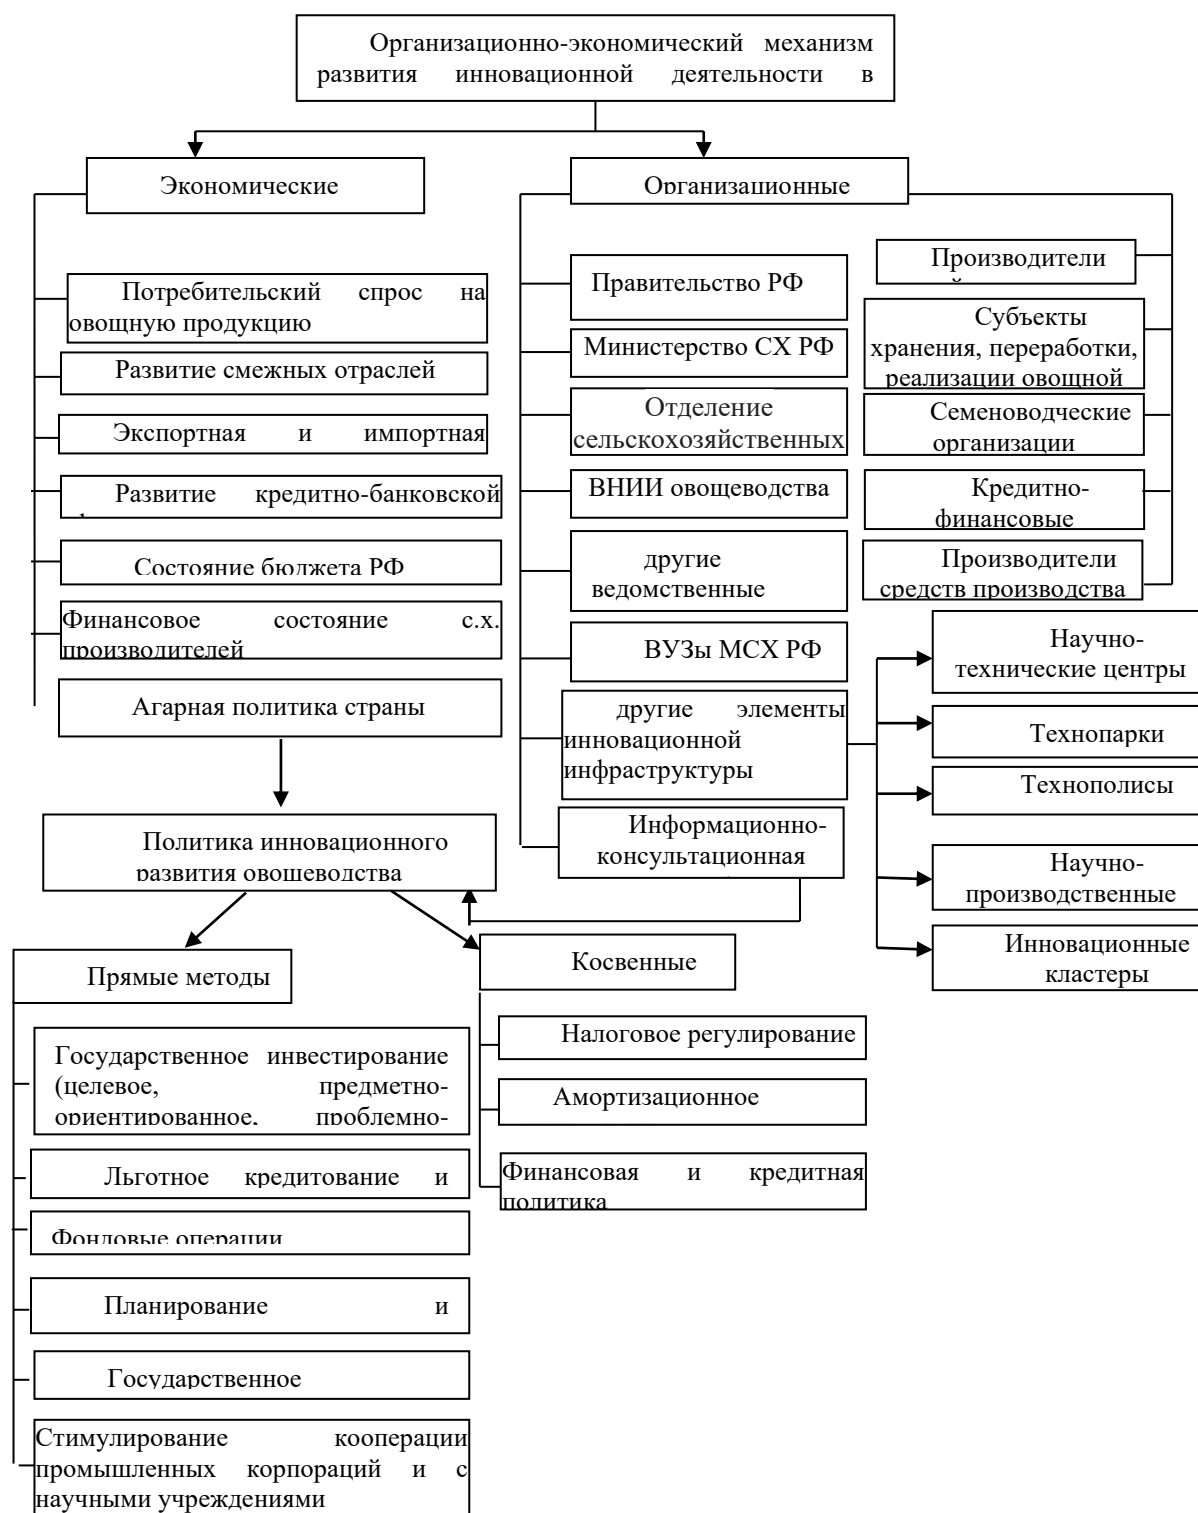 Организационно-экономический механизм
развития инновационной деятельности в
Экономические
Организационные
Потребительский спрос на
овощную продукцию
Развитие смежных отраслей
Экспортная и импортная
Развитие кредитно-банковской
Состояние бюджета РФ
Финансовое состояние с.х.
производителей
Агарная политика страны
Правительство РФ
Министерство СХ РФ
Отделение
сельскохозяйственных
ВНИИ овощеводства
другие
ведомственные
ВУЗы МСХ РФ
другие элементы
инновационной
инфраструктуры
Информационно-
консультационная
Производители
Субъекты
хранения, переработки,
реализации овощной
Семеноводческие
организации
Кредитно-
финансовые
Производители
средств производства
Научно-
технические центры
Технопарки
Технополисы
Научно-
производственные
Инновационные
кластеры
Политика инновационного
развития овощеводства
Прямые методы
Косвенные
Государственное инвестирование
(целевое, предметно-
ориентированное, проблемно-
Льготное кредитование и
Фондовые операции
Планирование и
Государственное
Стимулирование кооперации
промышленных корпораций и с
научными учреждениями
Налоговое регулирование
Амортизационное
Финансовая и кредитная
политика